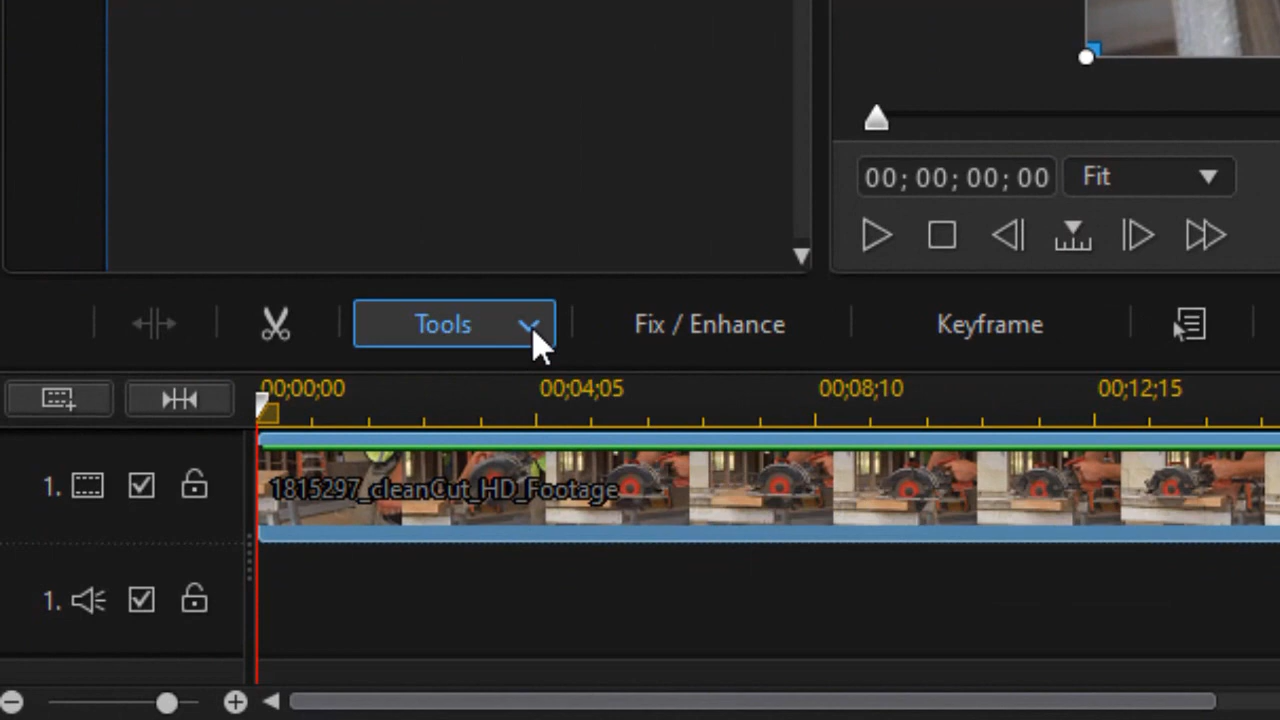 00;00;00;00 Fit
Tools Fix / Enhance Keyframe
00;00;00 00;04;05 00;08;10 00;12;15
1. 1815297_cleanCut_HD_Footage
1.